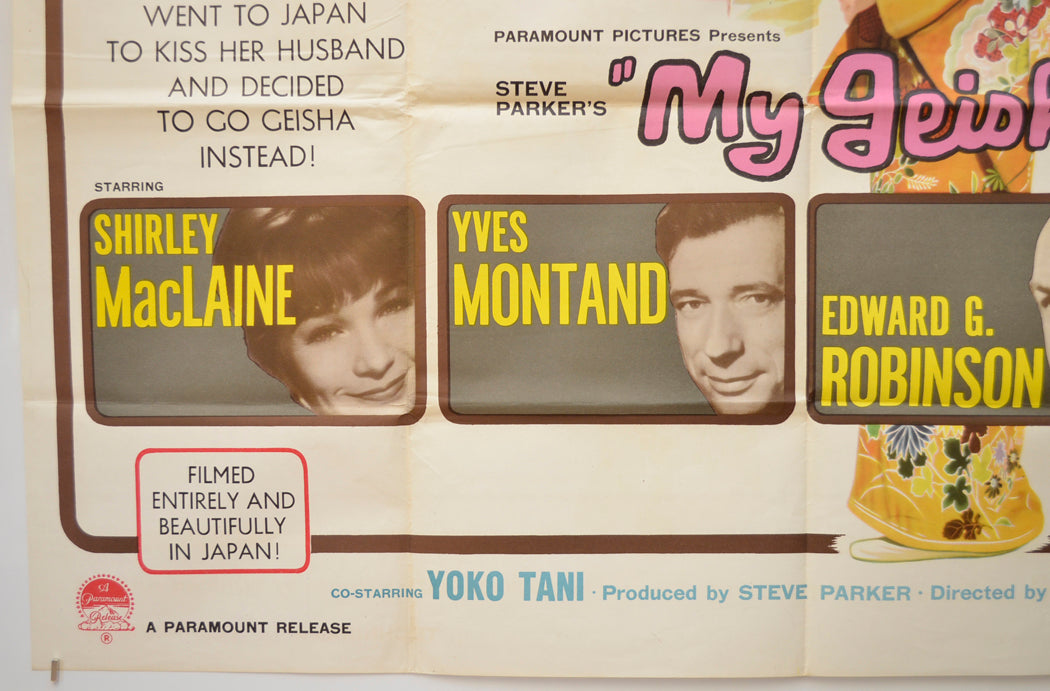 WENT TO JAPAN
TO KISS HER HUSBAND
AND DECIDED
TO GO GEISHA
INSTEAD!
PARAMOUNT PICTURES Presents
STEVE
PARKER'S
"My Geish
STARRING
SHIRLEY
MacLAINE
YVES
MONTAND
EDWARD G.
ROBINSON
FILMED
ENTIRELY AND
BEAUTIFULLY
IN JAPAN!
CO-STARRING YOKO TANI · Produced by STEVE PARKER · Directed by
A
Paramount
Release
®
A PARAMOUNT RELEASE